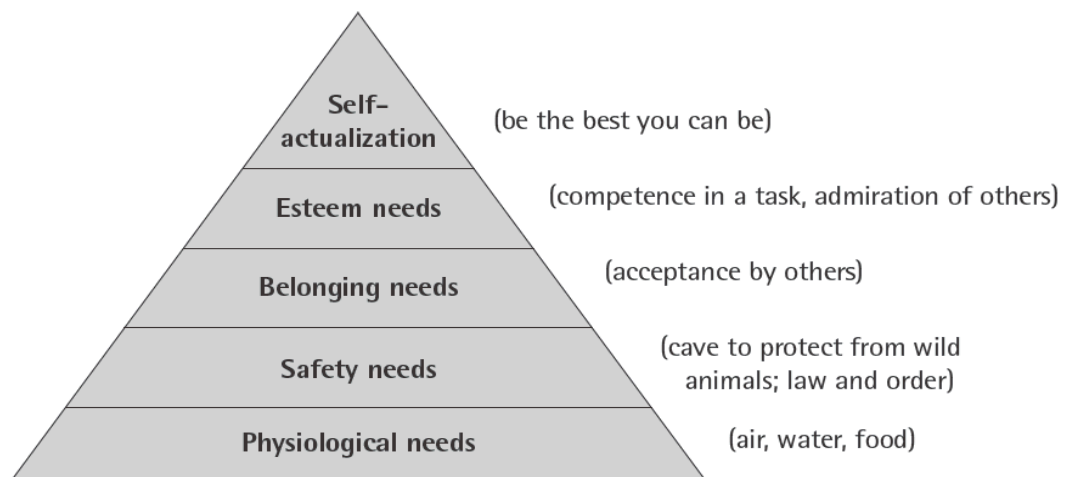 Self-
actualization
(be the best you can be)
Esteem needs
(competence in a task, admiration of others)
Belonging needs
(acceptance by others)
Safety needs
(cave to protect from wild
animals; law and order)
Physiological needs
(air, water, food)